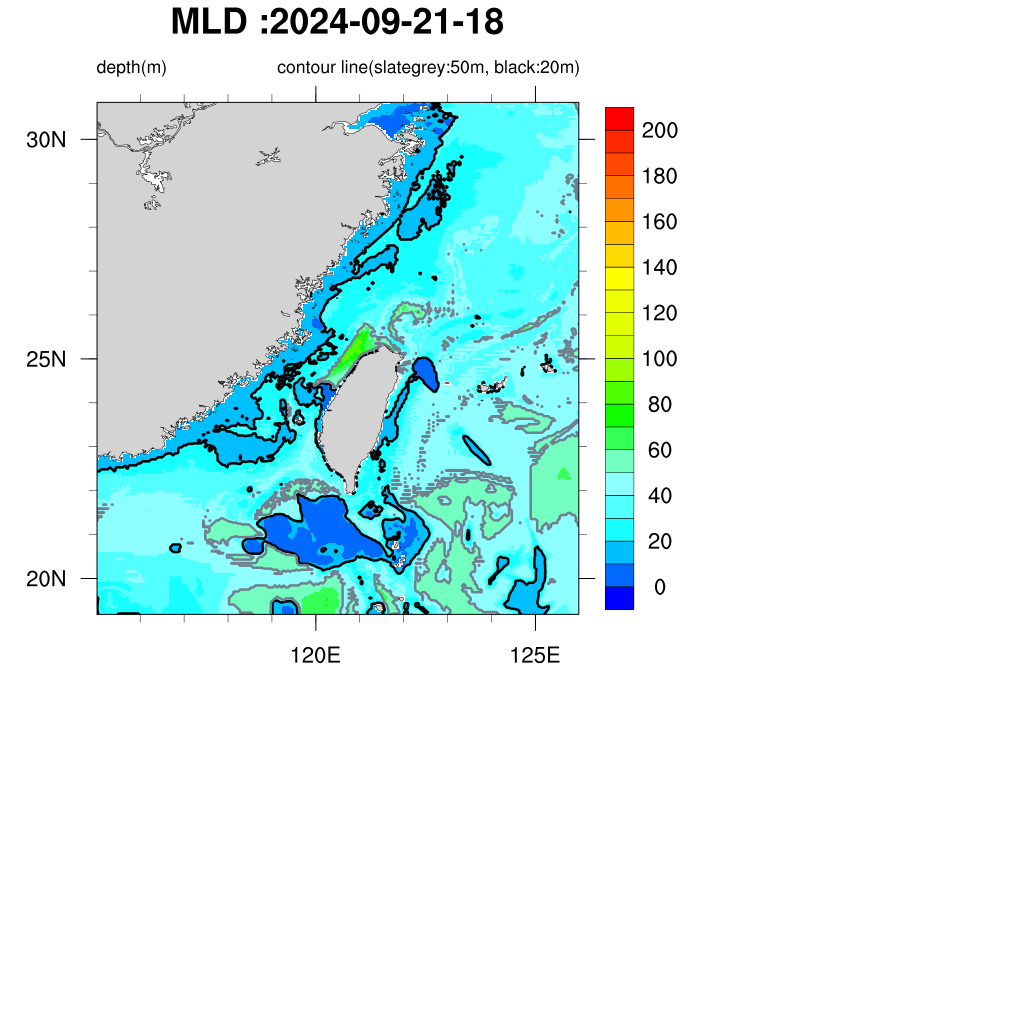 MLD :2024-09-21-18
depth(m)
contour line(slategrey:50m, black:20m)
30N
25N
20N
120E
125E
200
180
160
140
120
100
80
60
40
20
0